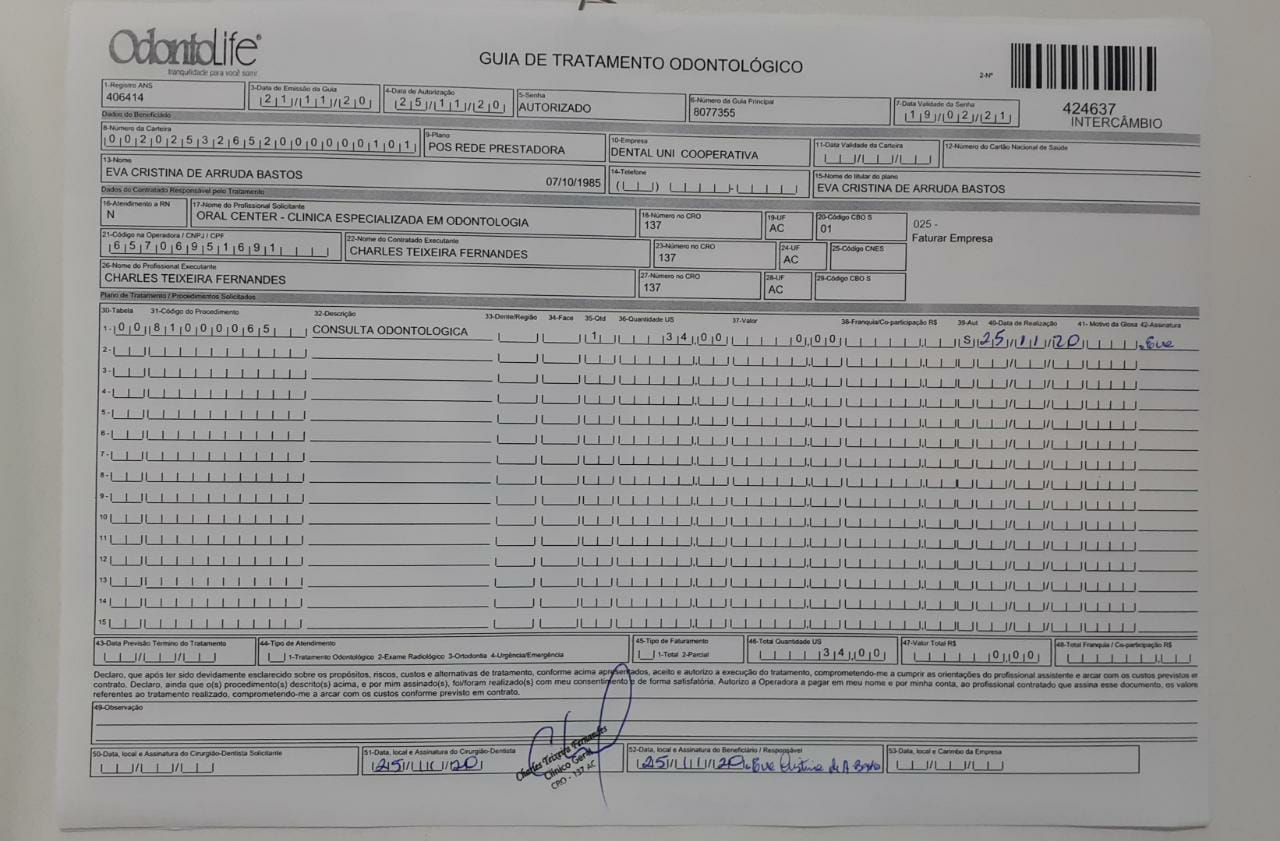 OdontoLife
tranquilidade para você sorrir
GUIA DE TRATAMENTO ODONTOLÓGICO
2-Nº
424637
INTERCÂMBIO
1-Registro ANS
406414
3-Data de Emissão da Guia
21/11/20
4-Data de Autorização
25/11/20
5-Senha
AUTORIZADO
6-Número da Guia Principal
8077355
7-Data Validade da Senha
19/02/21
Dados do Beneficiário
8-Número da Carteira
00202532652000000101
9-Plano
POS REDE PRESTADORA
10-Empresa
DENTAL UNI COOPERATIVA
11-Data Validade da Carteira
12-Número do Cartão Nacional de Saúde
13-Nome
EVA CRISTINA DE ARRUDA BASTOS 07/10/1985
14-Telefone
15-Nome do titular do plano
EVA CRISTINA DE ARRUDA BASTOS
Dados do Contratado Responsável pelo Tratamento
16-Atendimento a RN
N
17-Nome do Profissional Solicitante
ORAL CENTER - CLINICA ESPECIALIZADA EM ODONTOLOGIA
18-Número no CRO
137
19-UF
AC
20-Código CBO S
01
025 -
Faturar Empresa
21-Código na Operadora / CNPJ / CPF
65706951691
22-Nome do Contratado Executante
CHARLES TEIXEIRA FERNANDES
23-Número no CRO
137
24-UF
AC
25-Código CNES
26-Nome do Profissional Executante
CHARLES TEIXEIRA FERNANDES
27-Número no CRO
137
28-UF
AC
29-Código CBO S
Plano de Tratamento / Procedimentos Solicitados
30-Tabela 31-Código do Procedimento 32-Descrição 33-Dente/Região 34-Face 35-Qtd 36-Quantidade US 37-Valor 38-Franquia/Co-participação R$ 39-Aut 40-Data de Realização 41- Motivo da Glosa 42-Assinatura
1- 00 81000065 CONSULTA ODONTOLOGICA 1 34,00 0,00 S 25/11/20 Eva
2-
3-
4-
5-
6-
7-
8-
9-
10
11
12
13
14
15
43-Data Previsão Término do Tratamento
44-Tipo de Atendimento
1-Tratamento Odontológico 2-Exame Radiológico 3-Ortodontia 4-Urgência/Emergência
45-Tipo de Faturamento
1-Total 2-Parcial
46-Total Quantidade US
34,00
47-Valor Total R$
0,00
48-Total Franquia / Co-participação R$
Declaro, que após ter sido devidamente esclarecido sobre os propósitos, riscos, custos e alternativas de tratamento, conforme acima apresentados, aceito e autorizo a execução do tratamento, comprometendo-me a cumprir as orientações do profissional assistente e arcar com os custos previstos em
contrato. Declaro, ainda que o(s) procedimento(s) descrito(s) acima, e por mim assinado(s), foi/foram realizado(s) com meu consentimento e de forma satisfatória. Autorizo a Operadora a pagar em meu nome e por minha conta, ao profissional contratado que assina esse documento, os valore
referentes ao tratamento realizado, comprometendo-me a arcar com os custos conforme previsto em contrato.
49-Observação
50-Data, local e Assinatura do Cirurgião-Dentista Solicitante
51-Data, local e Assinatura do Cirurgião-Dentista
25/11/20
Charles Teixeira Fernandes
Clínico Geral
CRO - 137 AC
52-Data, local e Assinatura do Beneficiário / Responsável
25/11/20 Eva Cristina de A Bastos
53-Data, local e Carimbo da Empresa